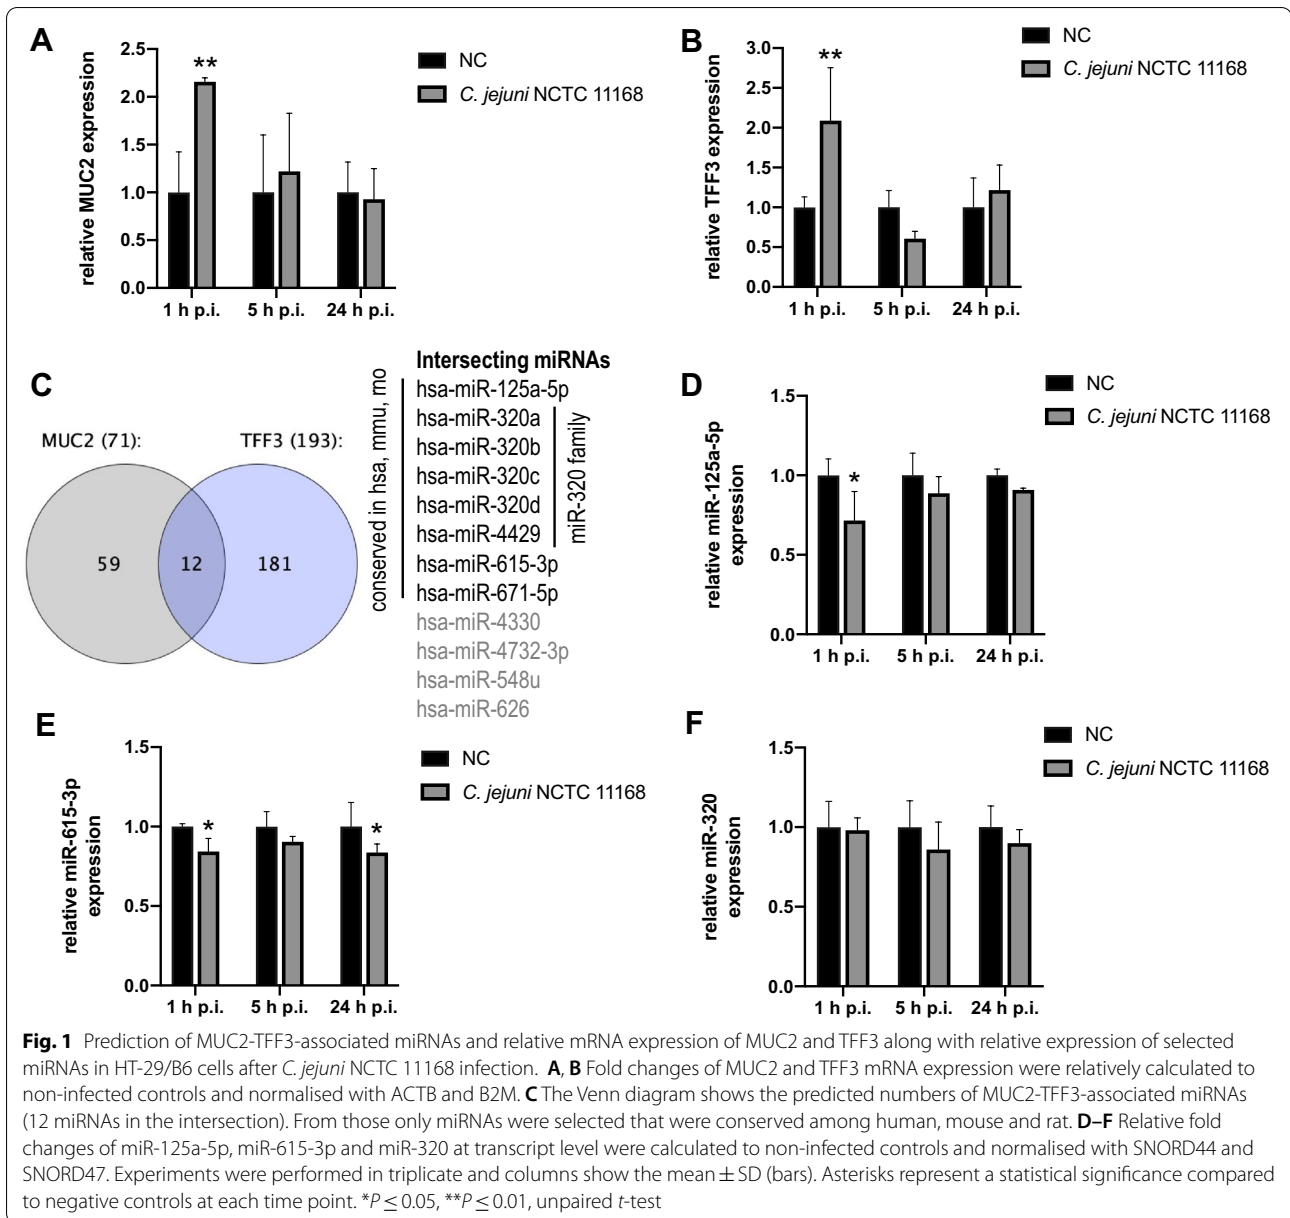 A
relative MUC2 expression
2.5
2.0
1.5
1.0
0.5
0.0
**
1 h p.i.
5 h p.i.
24 h p.i.
NC
C. jejuni NCTC 11168
B
relative TFF3 expression
3.0
2.5
2.0
1.5
1.0
0.5
0.0
**
1 h p.i.
5 h p.i.
24 h p.i.
NC
C. jejuni NCTC 11168
C
MUC2 (71):
TFF3 (193):
59
12
181
conserved in hsa, mmu, rno
Intersecting miRNAs
hsa-miR-125a-5p
hsa-miR-320a
hsa-miR-320b
hsa-miR-320c
hsa-miR-320d
hsa-miR-4429
hsa-miR-615-3p
hsa-miR-671-5p
hsa-miR-4330
hsa-miR-4732-3p
hsa-miR-548u
hsa-miR-626
miR-320 family
D
relative miR-125a-5p
expression
1.5
1.0
0.5
0.0
*
1 h p.i.
5 h p.i.
24 h p.i.
NC
C. jejuni NCTC 11168
E
relative miR-615-3p
expression
1.5
1.0
0.5
0.0
*
*
1 h p.i.
5 h p.i.
24 h p.i.
NC
C. jejuni NCTC 11168
F
relative miR-320
expression
1.5
1.0
0.5
0.0
1 h p.i.
5 h p.i.
24 h p.i.
NC
C. jejuni NCTC 11168
Fig. 1 Prediction of MUC2-TFF3-associated miRNAs and relative mRNA expression of MUC2 and TFF3 along with relative expression of selected
miRNAs in HT-29/B6 cells after C. jejuni NCTC 11168 infection. A, B Fold changes of MUC2 and TFF3 mRNA expression were relatively calculated to
non-infected controls and normalised with ACTB and B2M. C The Venn diagram shows the predicted numbers of MUC2-TFF3-associated miRNAs
(12 miRNAs in the intersection). From those only miRNAs were selected that were conserved among human, mouse and rat. D–F Relative fold
changes of miR-125a-5p, miR-615-3p and miR-320 at transcript level were calculated to non-infected controls and normalised with SNORD44 and
SNORD47. Experiments were performed in triplicate and columns show the mean ± SD (bars). Asterisks represent a statistical significance compared
to negative controls at each time point. *P ≤ 0.05, **P ≤ 0.01, unpaired t-test